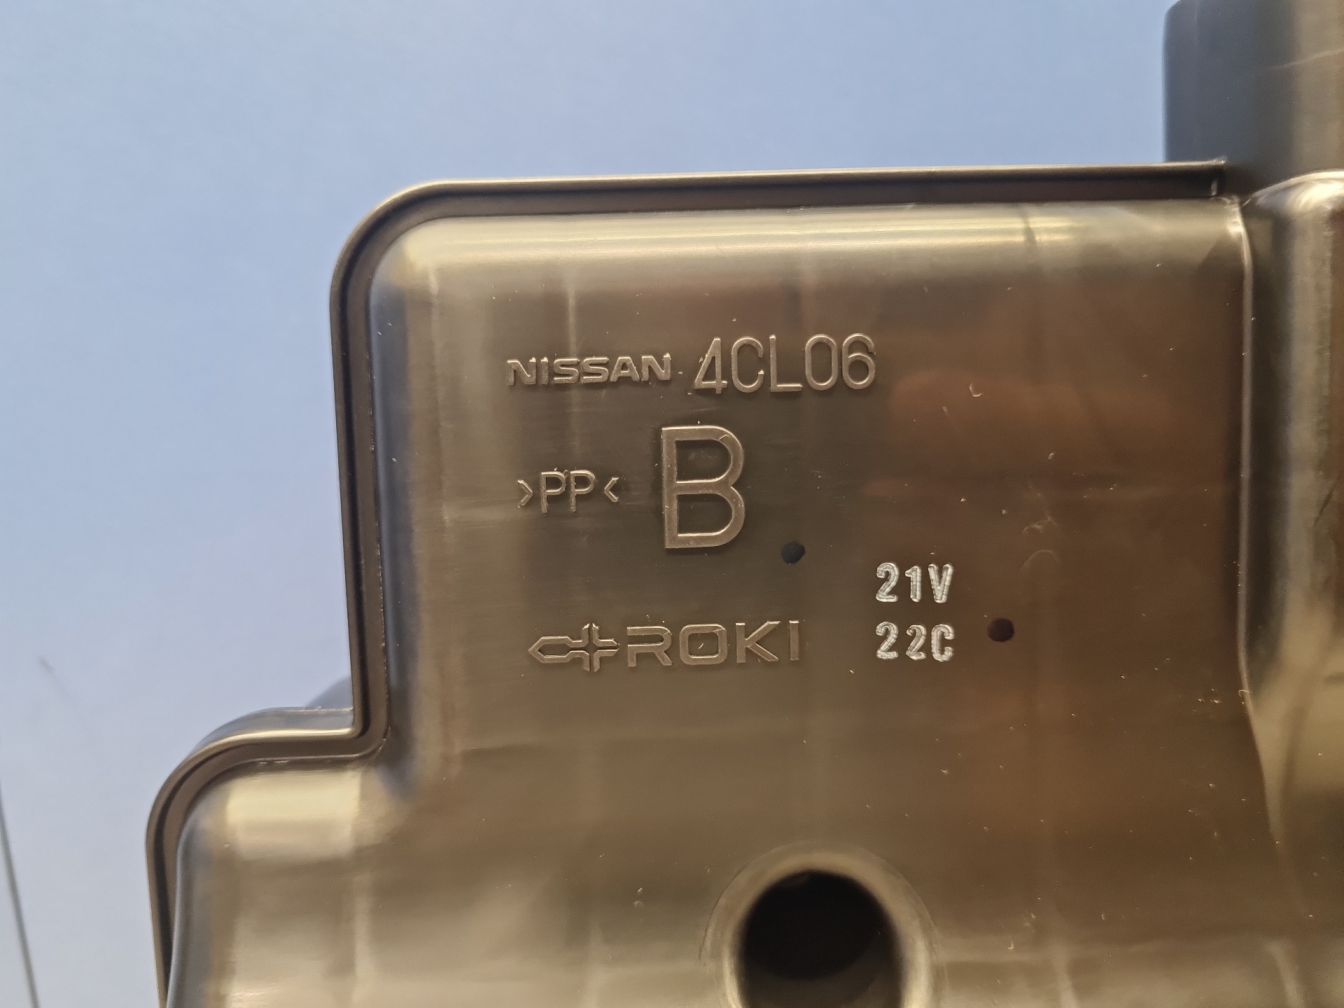 NISSAN 4CL06
B
>PP<
ROKI
21V
22C